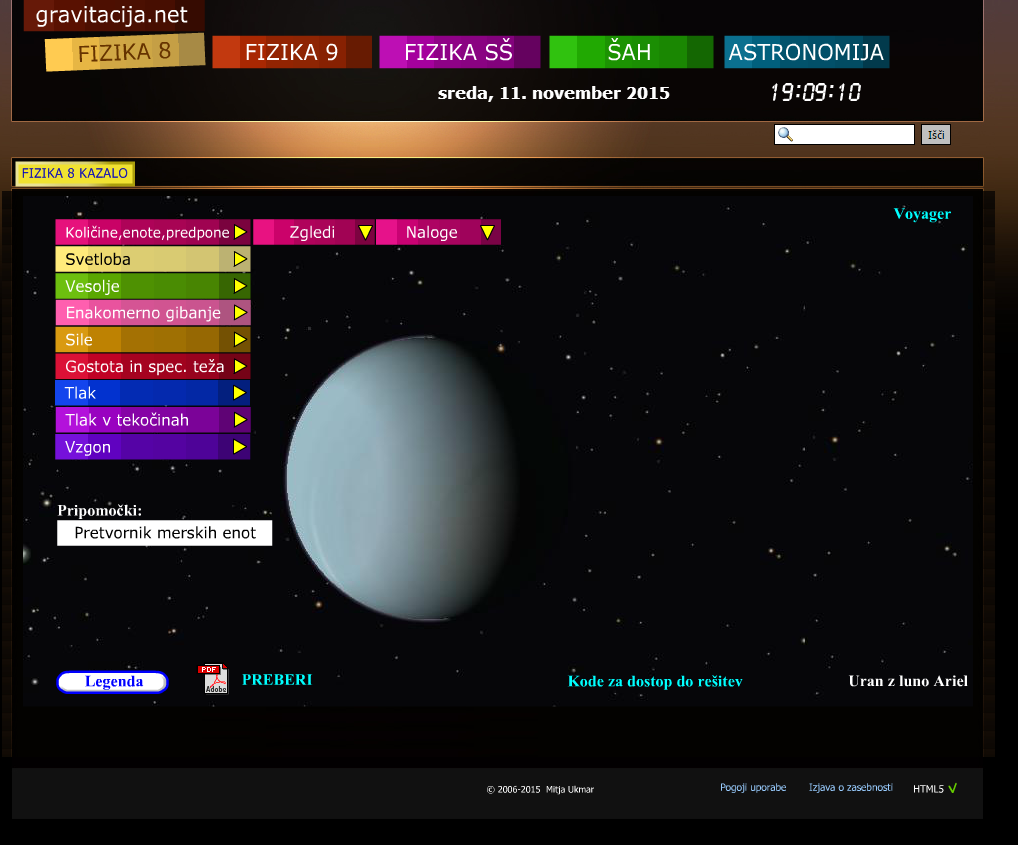 gravitacija.net
FIZIKA 8 FIZIKA 9 FIZIKA SŠ ŠAH ASTRONOMIJA
sreda, 11. november 2015 19:09:10
Išči
FIZIKA 8 KAZALO
Voyager
Količine,enote,predpone Zgledi Naloge
Svetloba
Vesolje
Enakomerno gibanje
Sile
Gostota in spec. teža
Tlak
Tlak v tekočinah
Vzgon
Pripomočki:
Pretvornik merskih enot
Legenda PDF Adobe PREBERI Kode za dostop do rešitev Uran z luno Ariel
© 2006-2015 Mitja Ukmar Pogoji uporabe Izjava o zasebnosti HTML5 √